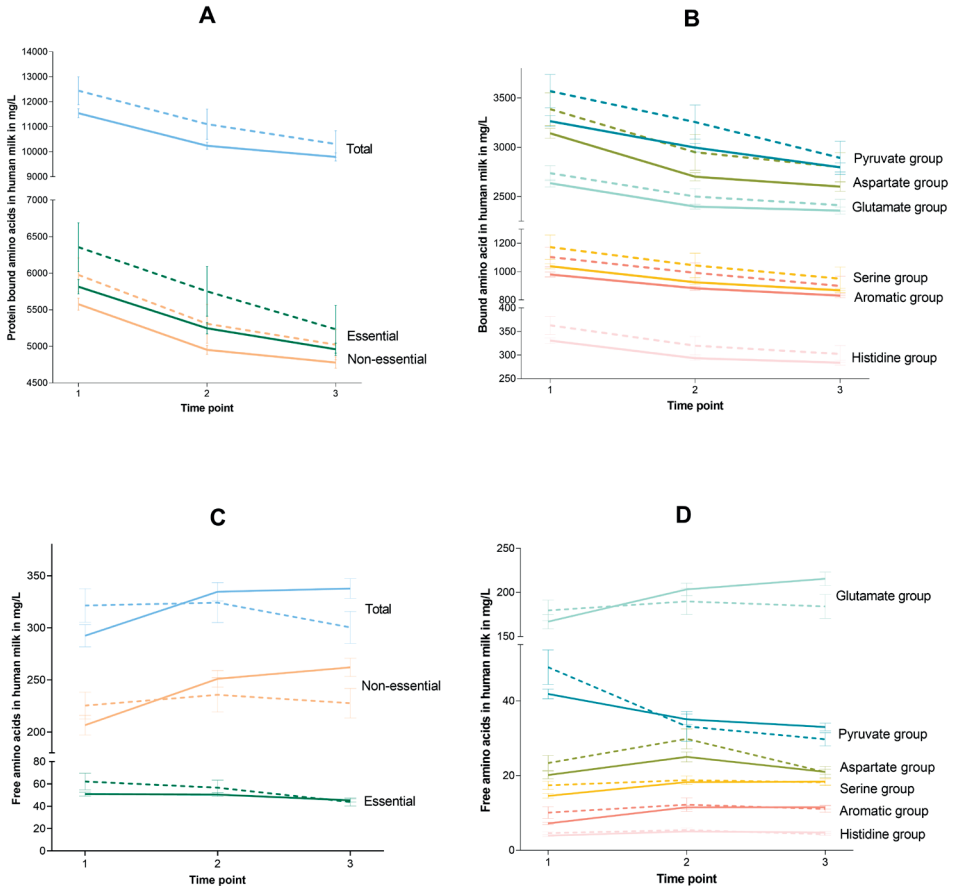 A
Protein bound amino acids in human milk in mg/L
14000
13000
12000
11000
10000
9000
7000
6500
6000
5500
5000
4500
Total
Essential
Non-essential
1 2 3
Time point
B
Bound amino acid in human milk in mg/L
3500
3000
2500
1200
1000
800
400
350
300
250
Pyruvate group
Aspartate group
Glutamate group
Serine group
Aromatic group
Histidine group
1 2 3
Time point
C
Free amino acids in human milk in mg/L
350
300
250
200
80
60
40
20
0
Total
Non-essential
Essential
1 2 3
Time point
D
Free amino acids in human milk in mg/L
250
200
150
40
20
0
Glutamate group
Pyruvate group
Aspartate group
Serine group
Aromatic group
Histidine group
1 2 3
Time point